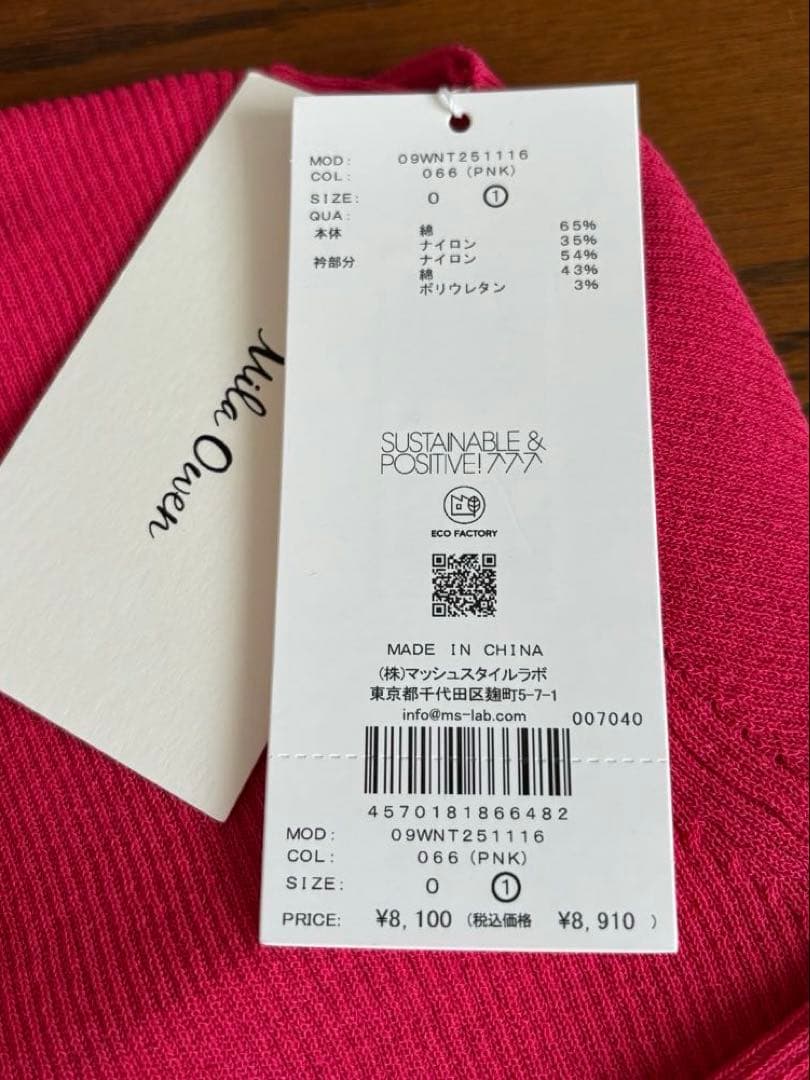 Mila Owen
MOD: 09WNT251116
COL: 066 (PNK)
SIZE: 0 ①
QUA:
本体 綿 65%
ナイロン 35%
衿部分 ナイロン 54%
綿 43%
ポリウレタン 3%
SUSTAINABLE &
POSITIVE! 777
ECO FACTORY
MADE IN CHINA
(株)マッシュスタイルラボ
東京都千代田区麹町5-7-1
info@ms-lab.com 007040
4570181866482
MOD: 09WNT251116
COL: 066 (PNK)
SIZE: 0 ①
PRICE: ¥8,100 (税込価格 ¥8,910 )